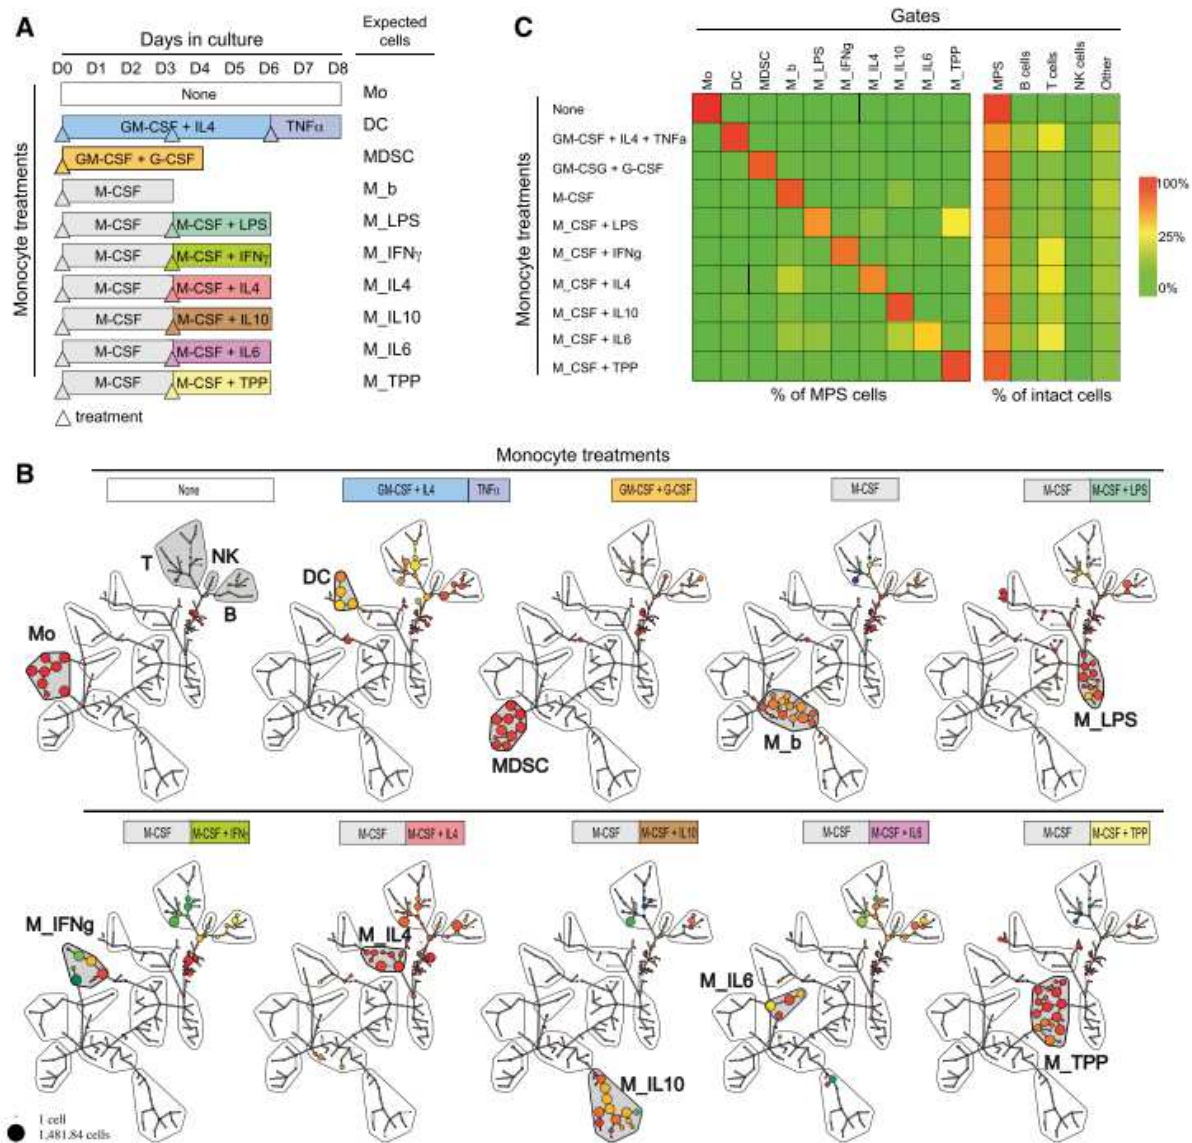 A
Days in culture
Expected
cells
D0 D1 D2 D3 D4 D5 D6 D7 D8
Monocyte treatments
None
Mo
GM-CSF + IL4
TNFα
DC
GM-CSF + G-CSF
MDSC
M-CSF
M_b
M-CSF
M-CSF + LPS
M_LPS
M-CSF
M-CSF + IFNγ
M_IFNγ
M-CSF
M-CSF + IL4
M_IL4
M-CSF
M-CSF + IL10
M_IL10
M-CSF
M-CSF + IL6
M_IL6
M-CSF
M-CSF + TPP
M_TPP
treatment
C
Gates
Mo
DC
MDSC
M_b
M_LPS
M_IFNg
M_IL4
M_IL10
M_IL6
M_TPP
MPS
B cells
T cells
NK cells
Other
Monocyte treatments
None
GM-CSF + IL4 + TNFa
GM-CSG + G-CSF
M-CSF
M_CSF + LPS
M_CSF + IFNg
M_CSF + IL4
M_CSF + IL10
M_CSF + IL6
M_CSF + TPP
% of MPS cells
% of intact cells
100%
25%
0%
B
Monocyte treatments
None
GM-CSF + IL4
TNFα
GM-CSF + G-CSF
M-CSF
M-CSF
M-CSF + LPS
T
NK
B
Mo
DC
MDSC
M_b
M_LPS
M-CSF
M-CSF + IFNγ
M-CSF
M-CSF + IL4
M-CSF
M-CSF + IL10
M-CSF
M-CSF + IL6
M-CSF
M-CSF + TPP
M_IFNg
M_IL4
M_IL10
M_IL6
M_TPP
1 cell
1,481.84 cells